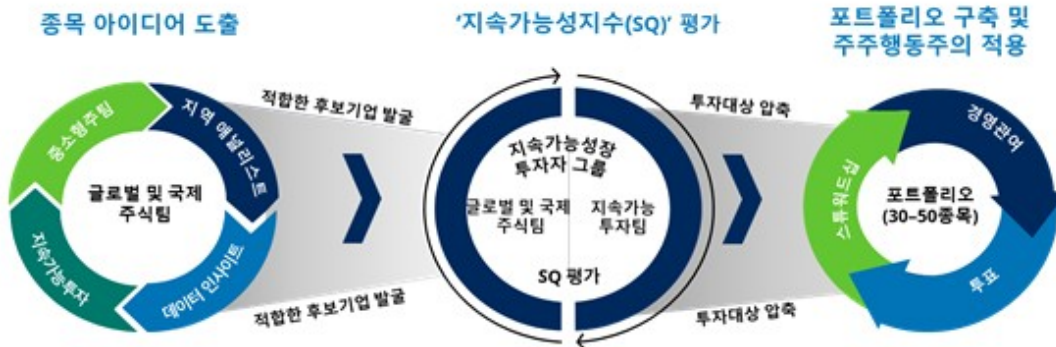 종목 아이디어 도출
중소형주팀
지역 애널리스트
글로벌 및 국제
주식팀
지속가능투자
데이터 인사이트
적합한 후보기업 발굴
적합한 후보기업 발굴
‘지속가능성지수(SQ)’ 평가
지속가능성장
투자자 그룹
글로벌 및 국제
주식팀
지속가능
투자팀
SQ 평가
투자대상 압축
투자대상 압축
포트폴리오 구축 및
주주행동주의 적용
경영관여
스튜워드십
포트폴리오
(30–50종목)
투표